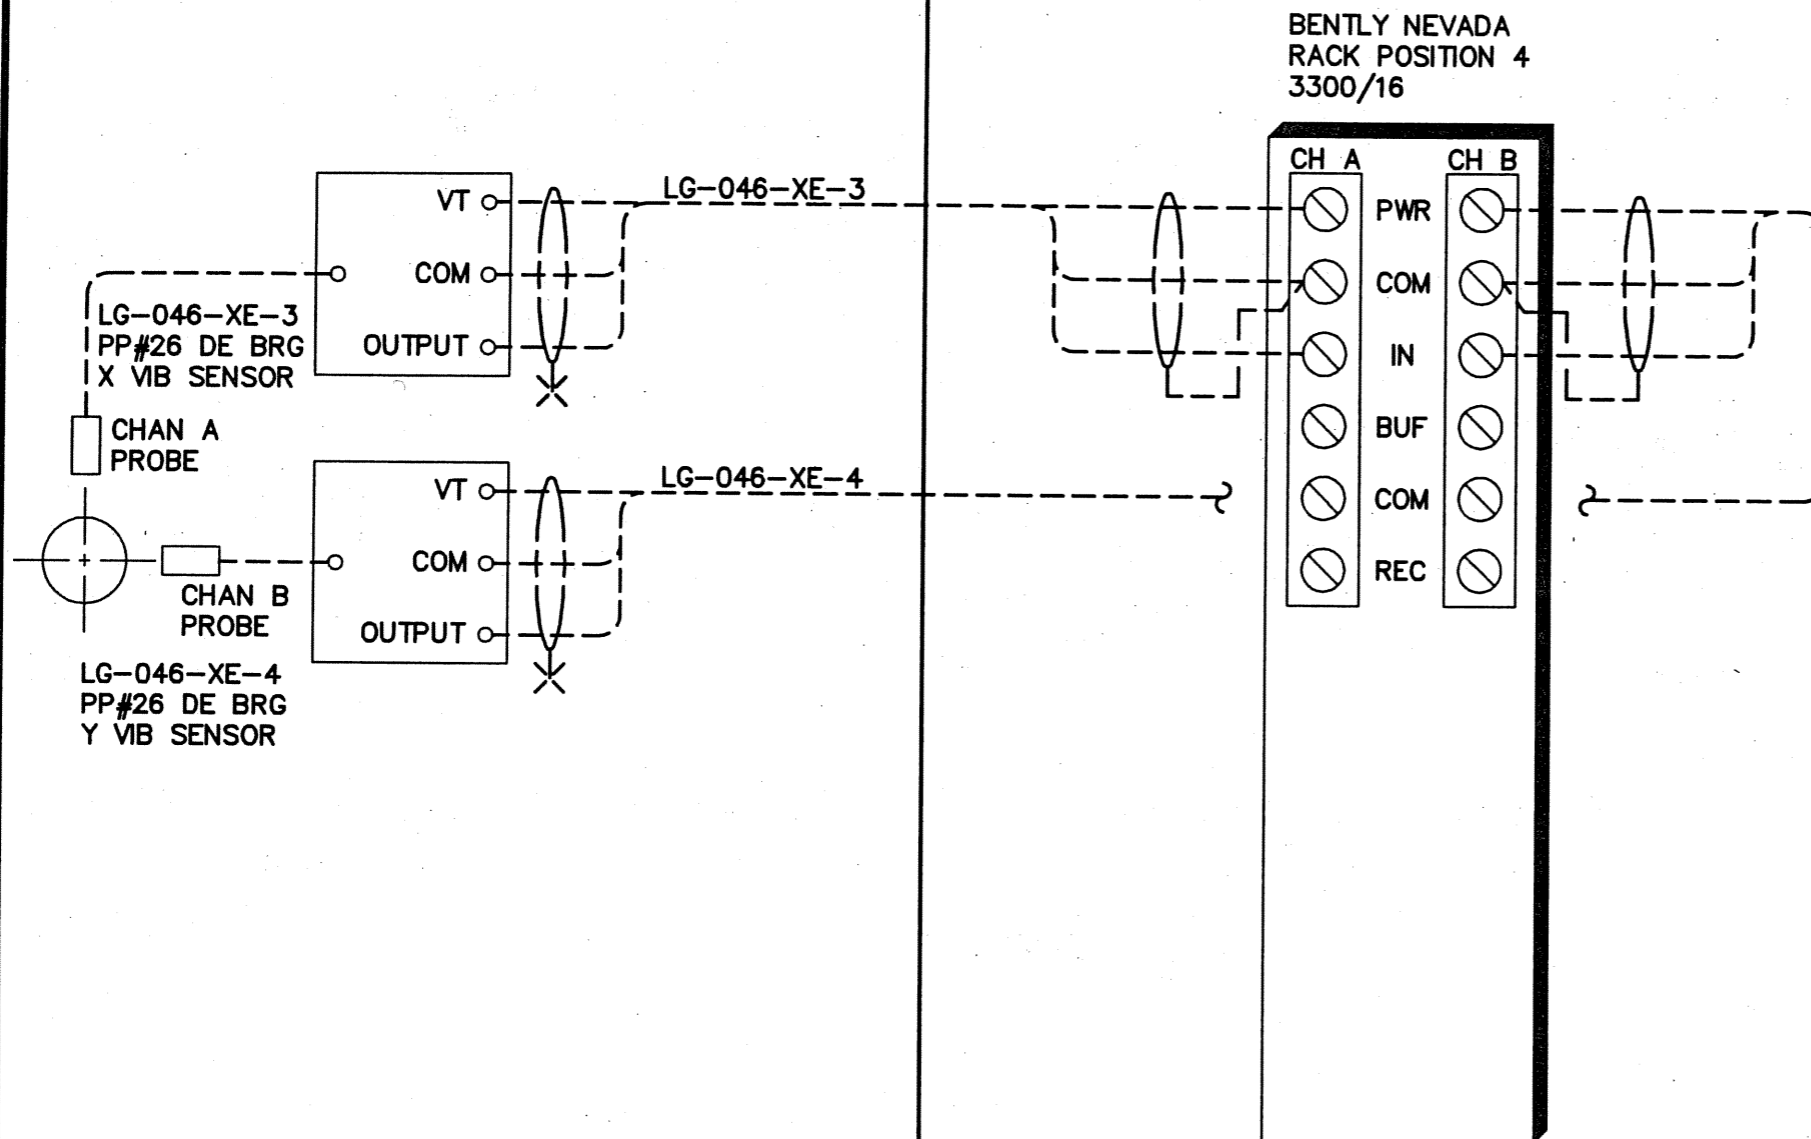 BENTLY NEVADA
RACK POSITION 4
3300/16
CH A
CH B
VT
COM
OUTPUT
LG-046-XE-3
PWR
COM
IN
BUF
COM
REC
LG-046-XE-3
PP#26 DE BRG
X VIB SENSOR
CHAN A
PROBE
VT
COM
OUTPUT
LG-046-XE-4
CHAN B
PROBE
LG-046-XE-4
PP#26 DE BRG
Y VIB SENSOR